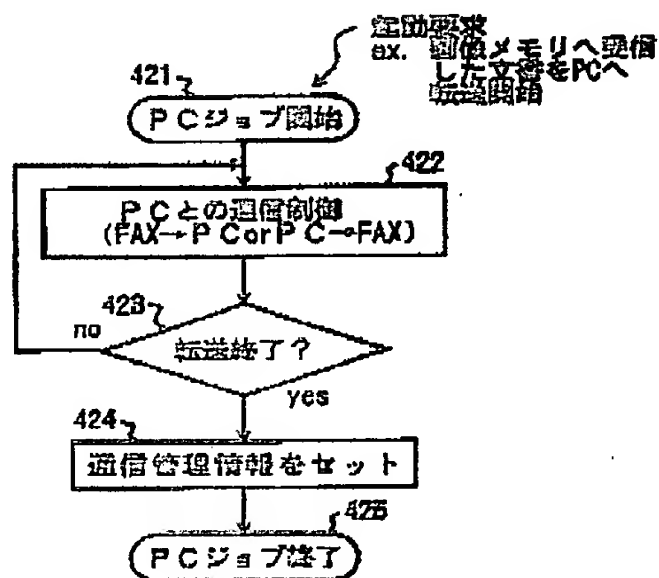 起動要求
ex. 画像メモリへ受信
した文書をPCへ
転送開始
421
PCジョブ開始
422
PCとの通信制御
(FAX→PCorPC→FAX)
423
no
転送終了?
yes
424
通信管理情報をセット
425
PCジョブ終了